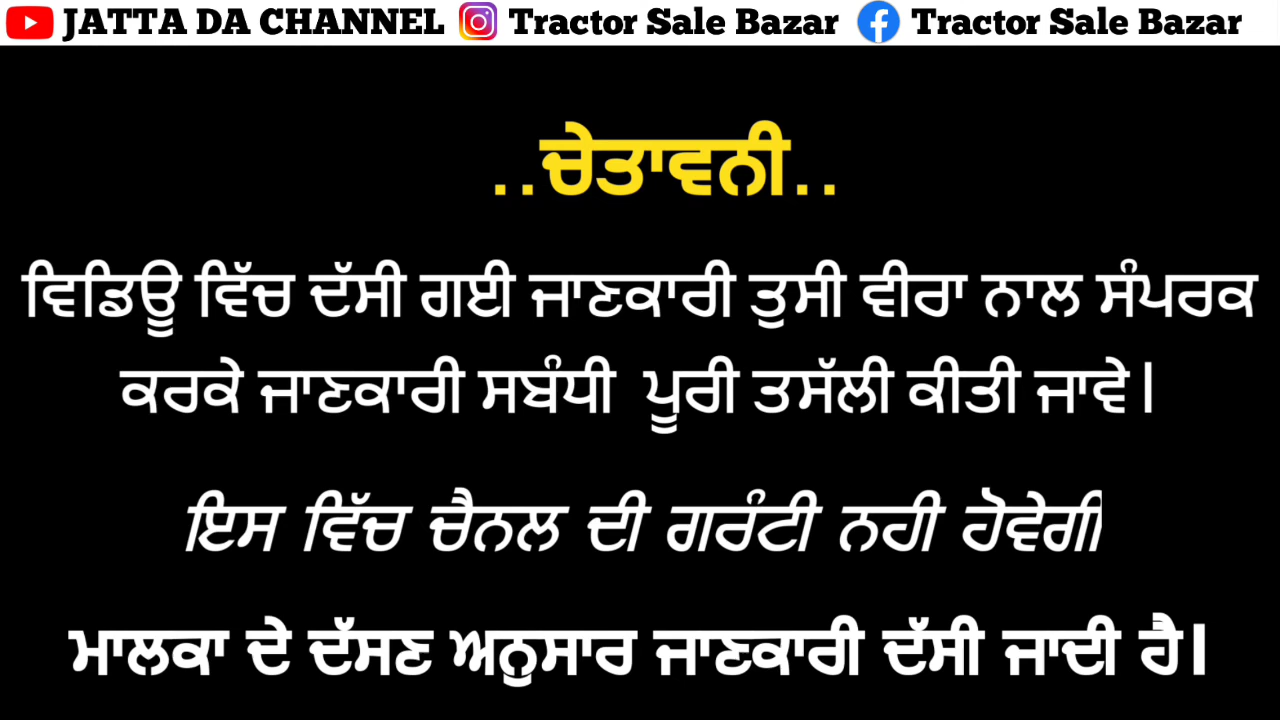 JATTA DA CHANNEL Tractor Sale Bazar Tractor Sale Bazar
..ਚੇਤਾਵਨੀ..
ਵਿਡਿਊ ਵਿੱਚ ਦੱਸੀ ਗਈ ਜਾਣਕਾਰੀ ਤੁਸੀ ਵੀਰਾ ਨਾਲ ਸੰਪਰਕ
ਕਰਕੇ ਜਾਣਕਾਰੀ ਸਬੰਧੀ ਪੂਰੀ ਤਸੱਲੀ ਕੀਤੀ ਜਾਵੇ।
ਇਸ ਵਿੱਚ ਚੈਨਲ ਦੀ ਗਰੰਟੀ ਨਹੀ ਹੋਵੇਗੀ
ਮਾਲਕਾ ਦੇ ਦੱਸਣ ਅਨੁਸਾਰ ਜਾਣਕਾਰੀ ਦੱਸੀ ਜਾਦੀ ਹੈ।